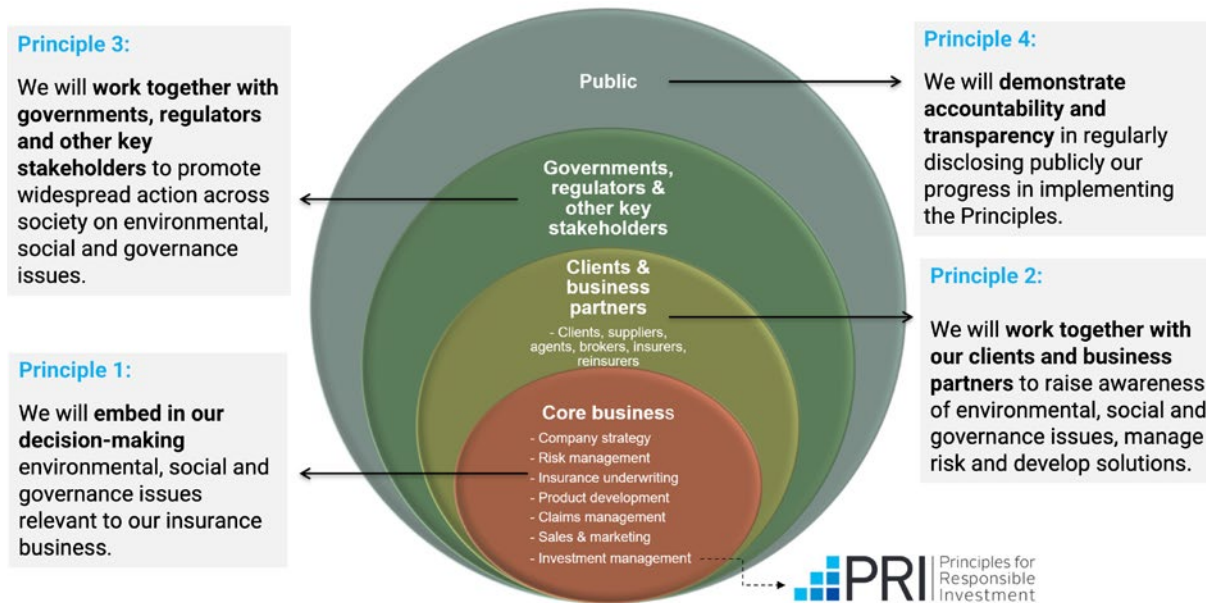 Principle 3:
We will work together with
governments, regulators
and other key
stakeholders to promote
widespread action across
society on environmental,
social and governance
issues.
Principle 1:
We will embed in our
decision-making
environmental, social and
governance issues
relevant to our insurance
business.
Public
Governments,
regulators &
other key
stakeholders
Clients &
business
partners
- Clients, suppliers,
agents, brokers, insurers,
reinsurers
Core business
- Company strategy
- Risk management
- Insurance underwriting
- Product development
- Claims management
- Sales & marketing
- Investment management
Principle 4:
We will demonstrate
accountability and
transparency in regularly
disclosing publicly our
progress in implementing
the Principles.
Principle 2:
We will work together with
our clients and business
partners to raise awareness
of environmental, social and
governance issues, manage
risk and develop solutions.
PRI
Principles for
Responsible
Investment